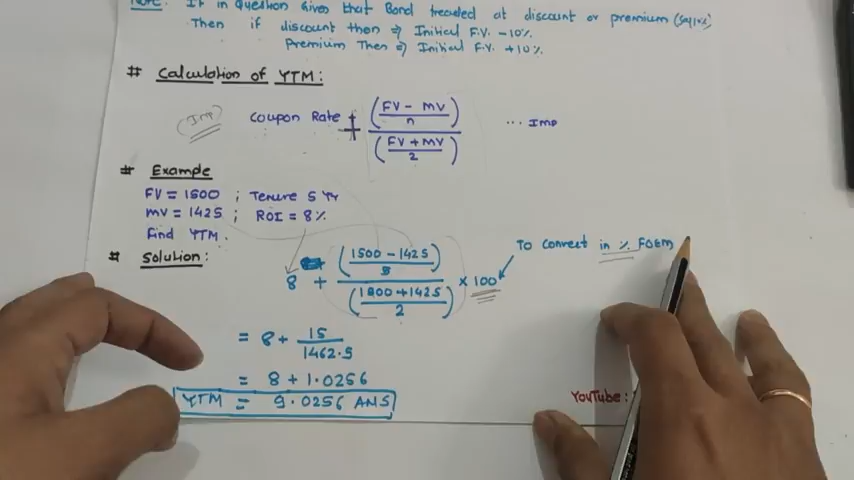 Note: If in Question Given that Bond treaded at discount or premium (Say 10%)
Then if discount then ⇒ Initial F.V. -10%.
Premium Then ⇒ Initial F.V. +10%
# Calculation of YTM:
(Imp) Coupon Rate + ((FV - MV)/n) / ((FV + MV)/2) ... Imp
# Example
FV = 1500 ; Tenure 5 Yr
MV = 1425 ; ROI = 8%
Find YTM.
# Solution:
8 + ((1500 - 1425)/5) / ((1500 + 1425)/2) × 100
To Convert in % FOEM
= 8 + 15/1462.5
= 8 + 1.0256
YTM = 9.0256 ANS
YouTube: